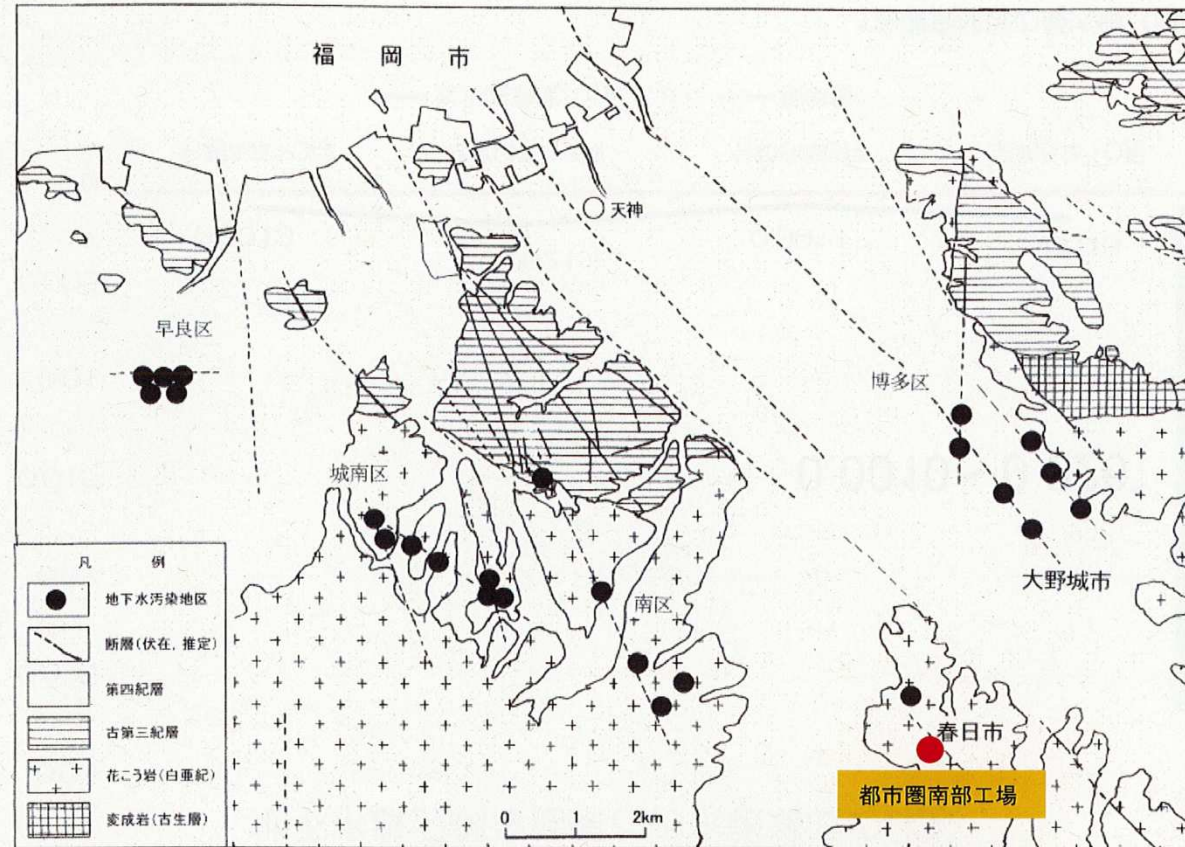 福岡市
天神
早良区
博多区
城南区
南区
大野城市
春日市
都市圏南部工場
凡例
地下水汚染地区
断層(伏在, 推定)
第四紀層
古第三紀層
花こう岩(白亜紀)
変成岩(古生層)
0 1 2km